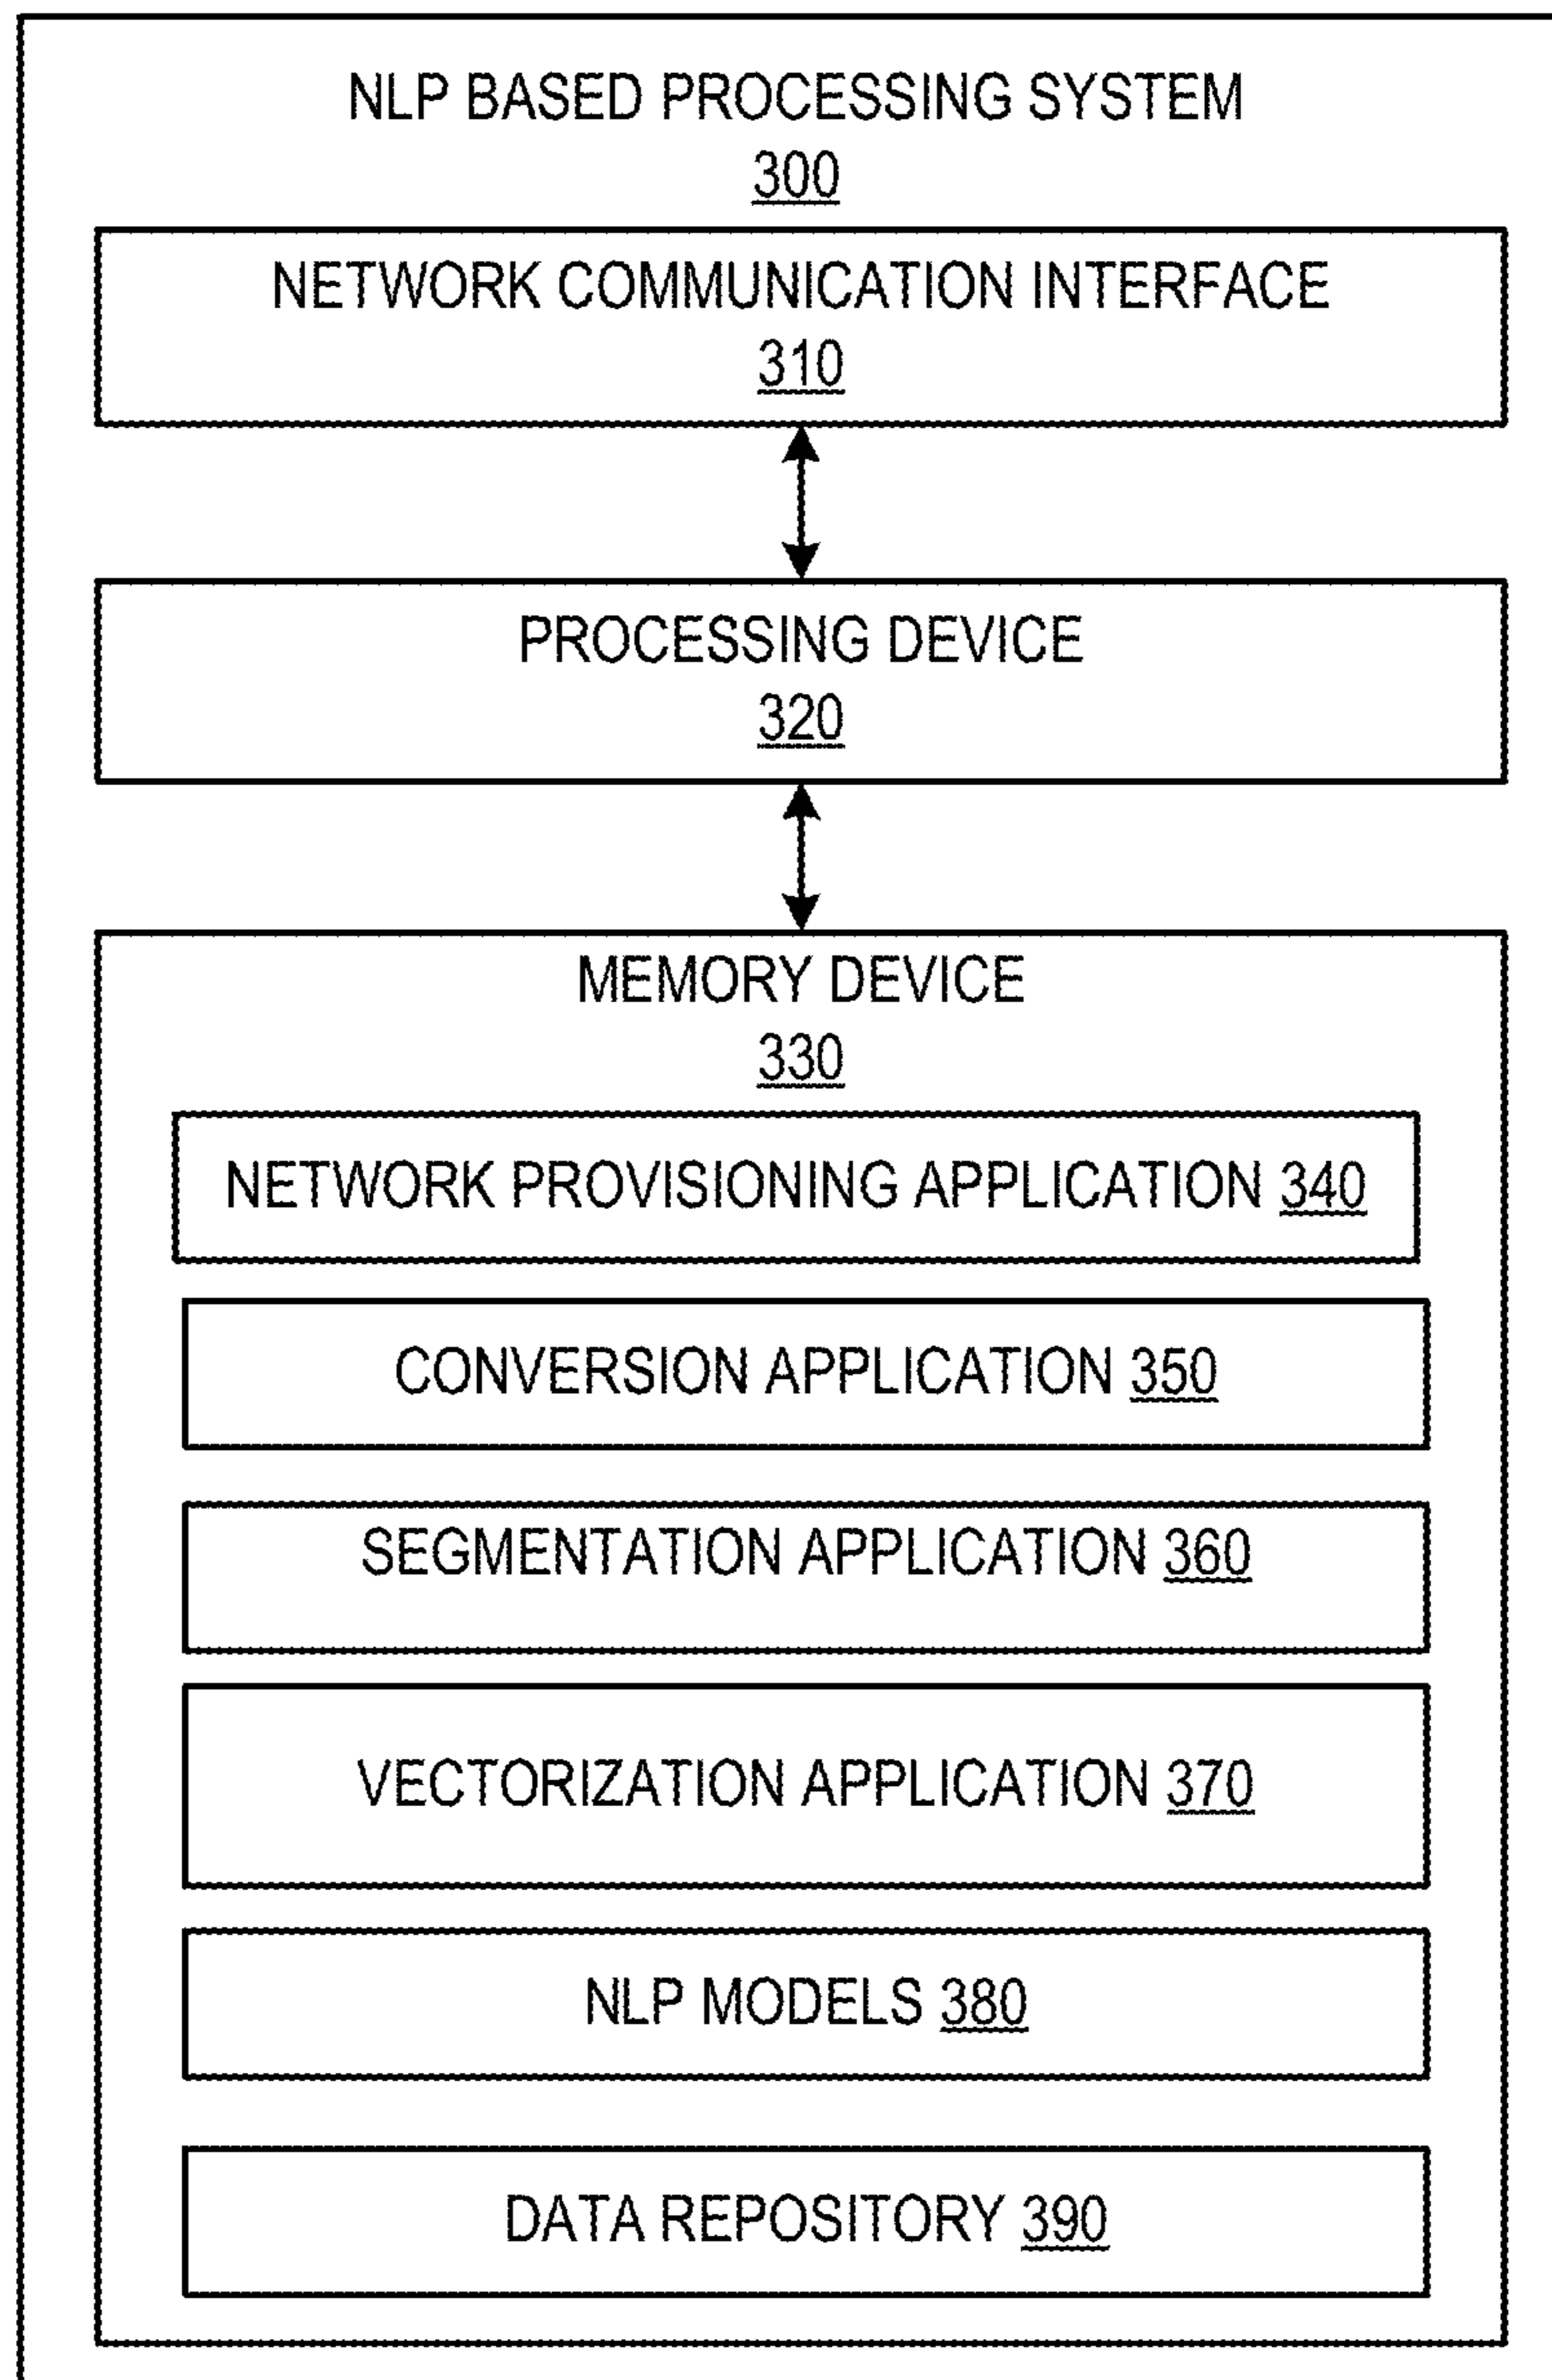 NLP BASED PROCESSING SYSTEM
300
NETWORK COMMUNICATION INTERFACE
310
PROCESSING DEVICE
320
MEMORY DEVICE
330
NETWORK PROVISIONING APPLICATION 340
CONVERSION APPLICATION 350
SEGMENTATION APPLICATION 360
VECTORIZATION APPLICATION 370
NLP MODELS 380
DATA REPOSITORY 390